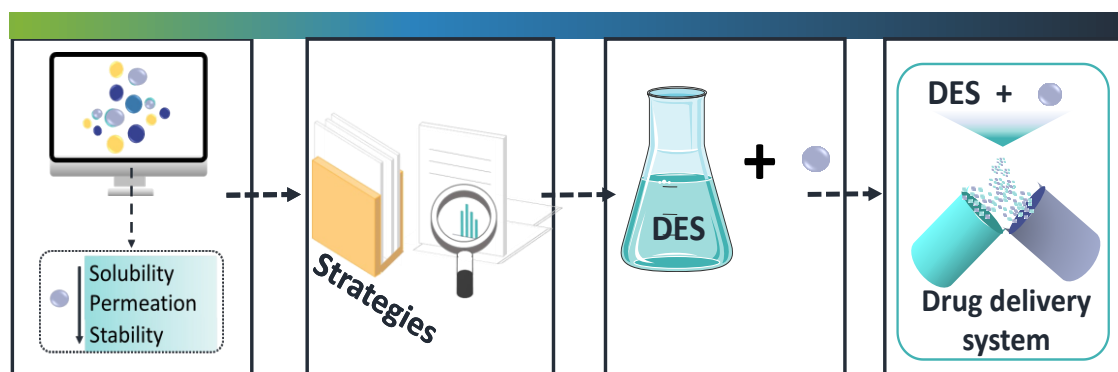 Solubility
Permeation
Stability
Strategies
DES
+
DES +
Drug delivery
system